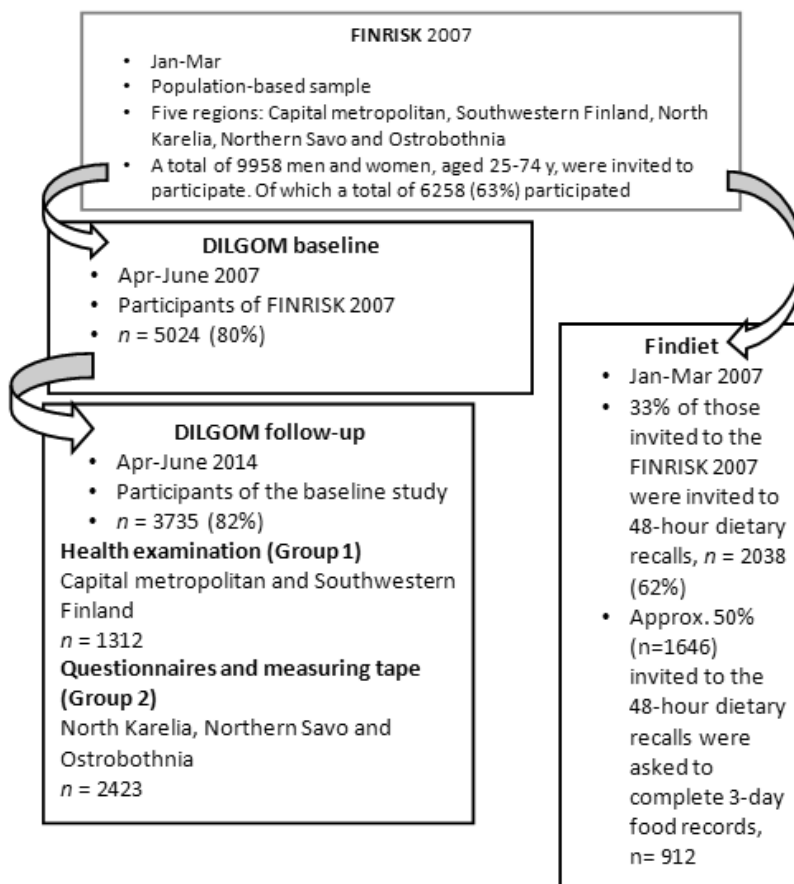 FINRISK 2007
• Jan-Mar
• Population-based sample
• Five regions: Capital metropolitan, Southwestern Finland, North
Karelia, Northern Savo and Ostrobothnia
• A total of 9958 men and women, aged 25-74 y, were invited to
participate. Of which a total of 6258 (63%) participated
DILGOM baseline
• Apr-June 2007
• Participants of FINRISK 2007
• n = 5024 (80%)
DILGOM follow-up
• Apr-June 2014
• Participants of the baseline study
• n = 3735 (82%)
Health examination (Group 1)
Capital metropolitan and Southwestern
Finland
n = 1312
Questionnaires and measuring tape
(Group 2)
North Karelia, Northern Savo and
Ostrobothnia
n = 2423
Findiet
• Jan-Mar 2007
• 33% of those
invited to the
FINRISK 2007
were invited to
48-hour dietary
recalls, n = 2038
(62%)
• Approx. 50%
(n=1646)
invited to the
48-hour dietary
recalls were
asked to
complete 3-day
food records,
n= 912